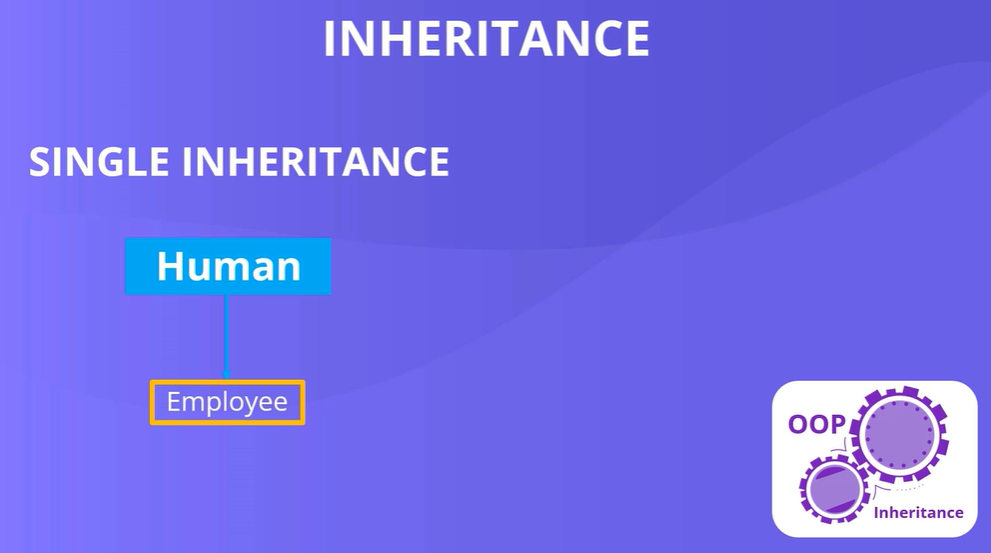 INHERITANCE
SINGLE INHERITANCE
Human
Employee
OOP
Inheritance